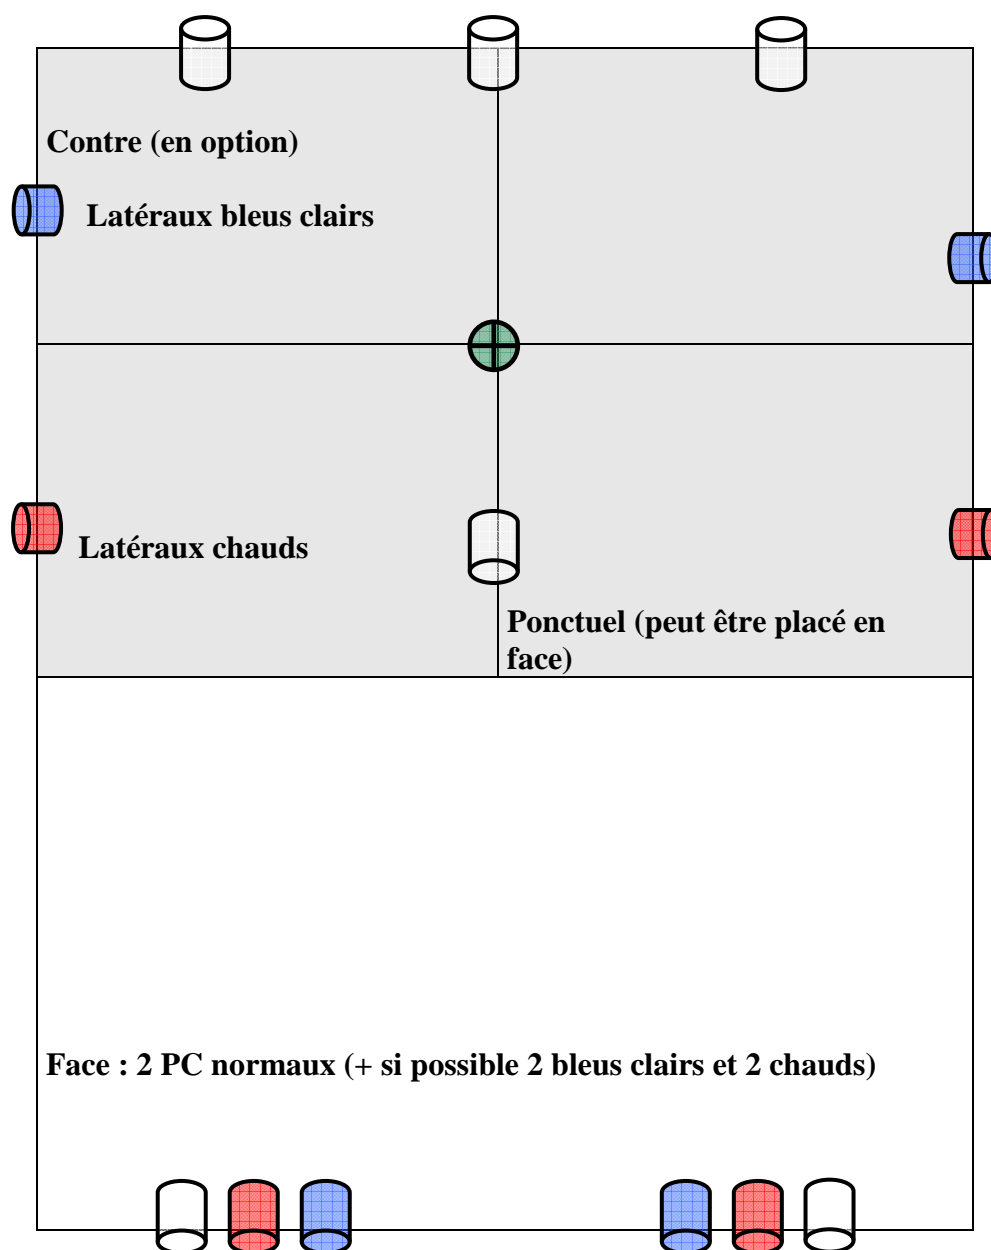 Contre (en option)
Latéraux bleus clairs
Latéraux chauds
Ponctuel (peut être placé en
face)
Face : 2 PC normaux (+ si possible 2 bleus clairs et 2 chauds)